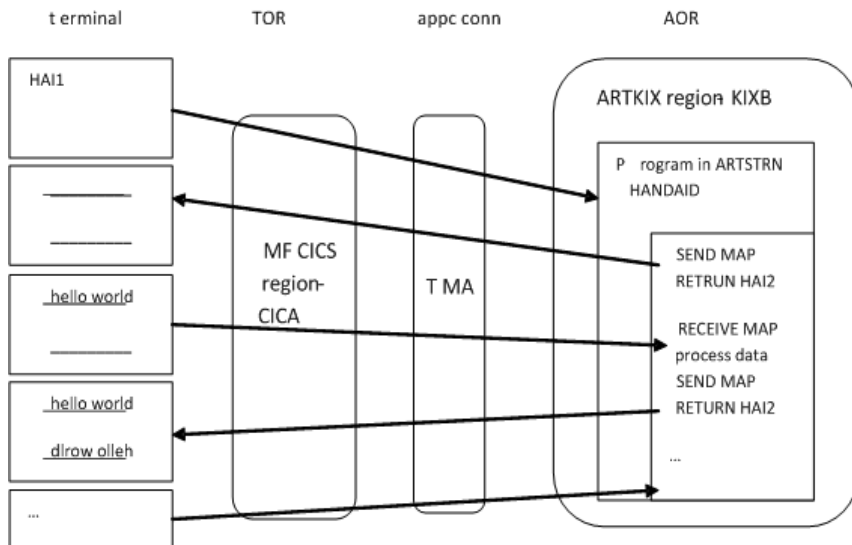 t erminal
TOR
appc conn
AOR
HAI1
hello world
hello world
dlrow olleh
...
MF CICS
region-
CICA
T MA
ARTKIX region- KIXB
P rogram in ARTSTRN
HANDAID
SEND MAP
RETRUN HAI2
RECEIVE MAP
process data
SEND MAP
RETURN HAI2
...